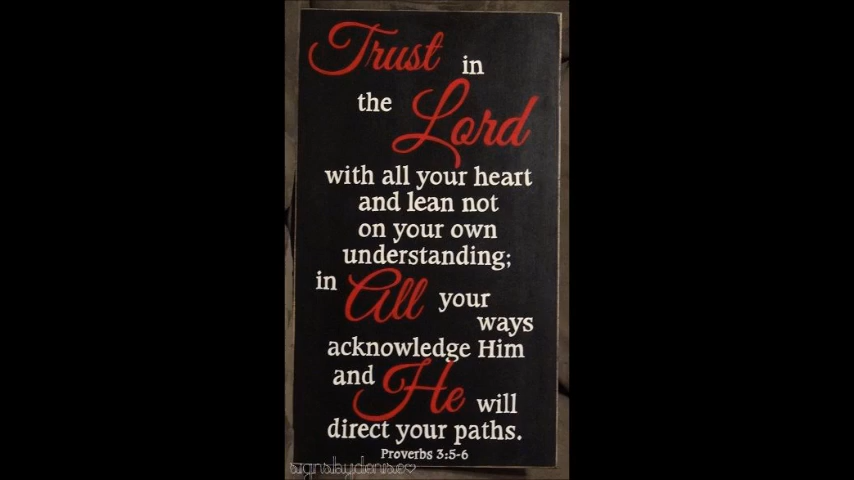 Trust in
the Lord
with all your heart
and lean not
on your own
understanding;
in All your
ways
acknowledge Him
and He will
direct your paths.
Proverbs 3:5-6
signsbydenise♡